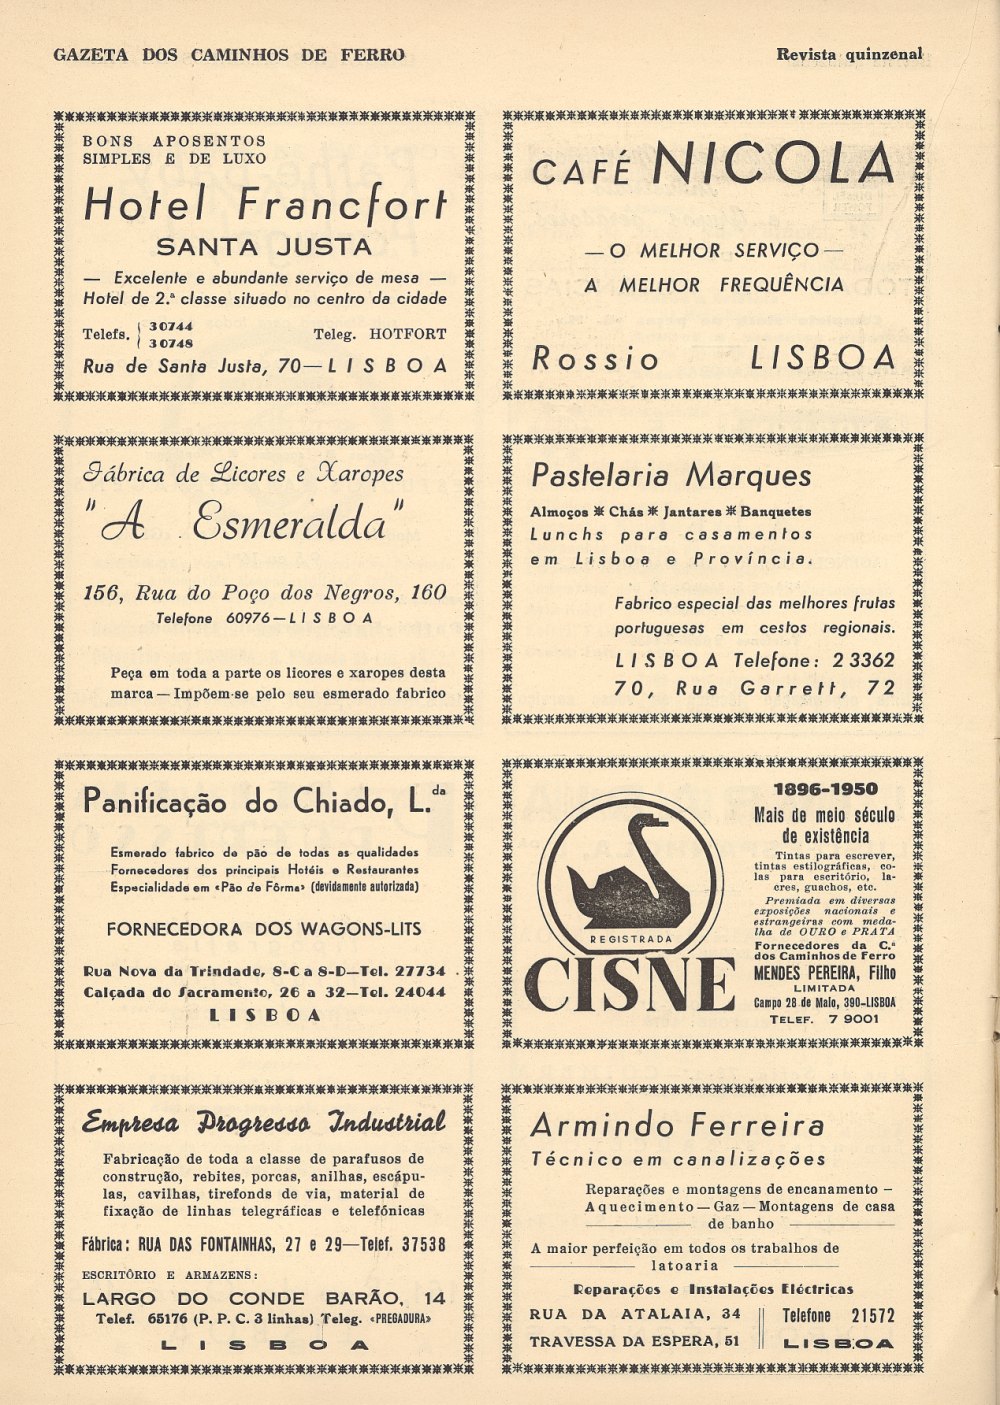 GAZETA DOS CAMINHOS DE FERRO
Revista quinzenal
BONS APOSENTOS
SIMPLES E DE LUXO
Hotel Francfort
SANTA JUSTA
— Excelente e abundante serviço de mesa —
Hotel de 2.ª classe situado no centro da cidade
Telefs. { 30744
30748
Teleg. HOTFORT
Rua de Santa Justa, 70—LISBOA
CAFÉ NICOLA
—O MELHOR SERVIÇO—
A MELHOR FREQUÊNCIA
Rossio LISBOA
Fábrica de Licores e Xaropes
"A Esmeralda"
156, Rua do Poço dos Negros, 160
Telefone 60976—LISBOA
Peça em toda a parte os licores e xaropes desta
marca—Impõem-se pelo seu esmerado fabrico
Pastelaria Marques
Almoços ※ Chás ※ Jantares ※ Banquetes
Lunchs para casamentos
em Lisboa e Província.
Fabrico especial das melhores frutas
portuguesas em cestos regionais.
LISBOA Telefone: 23362
70, Rua Garrett, 72
Panificação do Chiado, L.da
Esmerado fabrico de pão de todas as qualidades
Fornecedores dos principais Hotéis e Restaurantes
Especialidade em «Pão de Fôrma» (devidamente autorizada)
FORNECEDORA DOS WAGONS-LITS
Rua Nova da Trindade, 8-C a 8-D—Tel. 27734
Calçada do Sacramento, 26 a 32—Tel. 24044
LISBOA
REGISTRADA
CISNE
1896-1950
Mais de meio século
de existência
Tintas para escrever,
tintas estilográficas, co-
las para escritório, la-
cres, guachos, etc.
Premiada em diversas
exposições nacionais e
estrangeiras com meda-
lha de OURO e PRATA
Fornecedores da C.ª
dos Caminhos de Ferro
MENDES PEREIRA, Filho
LIMITADA
Campo 28 de Maio, 390-LISBOA
TELEF. 7 9001
Empresa Progresso Industrial
Fabricação de toda a classe de parafusos de
construção, rebites, porcas, anilhas, escápu-
las, cavilhas, tirefonds de via, material de
fixação de linhas telegráficas e telefónicas
Fábrica: RUA DAS FONTAINHAS, 27 e 29—Telef. 37538
ESCRITÓRIO E ARMAZENS:
LARGO DO CONDE BARÃO, 14
Telef. 65176 (P. P. C. 3 linhas) Teleg. «PREGADURA»
LISBOA
Armindo Ferreira
Técnico em canalizações
Reparações e montagens de encanamento —
Aquecimento—Gaz—Montagens de casa
de banho
A maior perfeição em todos os trabalhos de
latoaria
Reparações e Instalações Eléctricas
RUA DA ATALAIA, 34
TRAVESSA DA ESPERA, 51
Telefone 21572
LISBOA